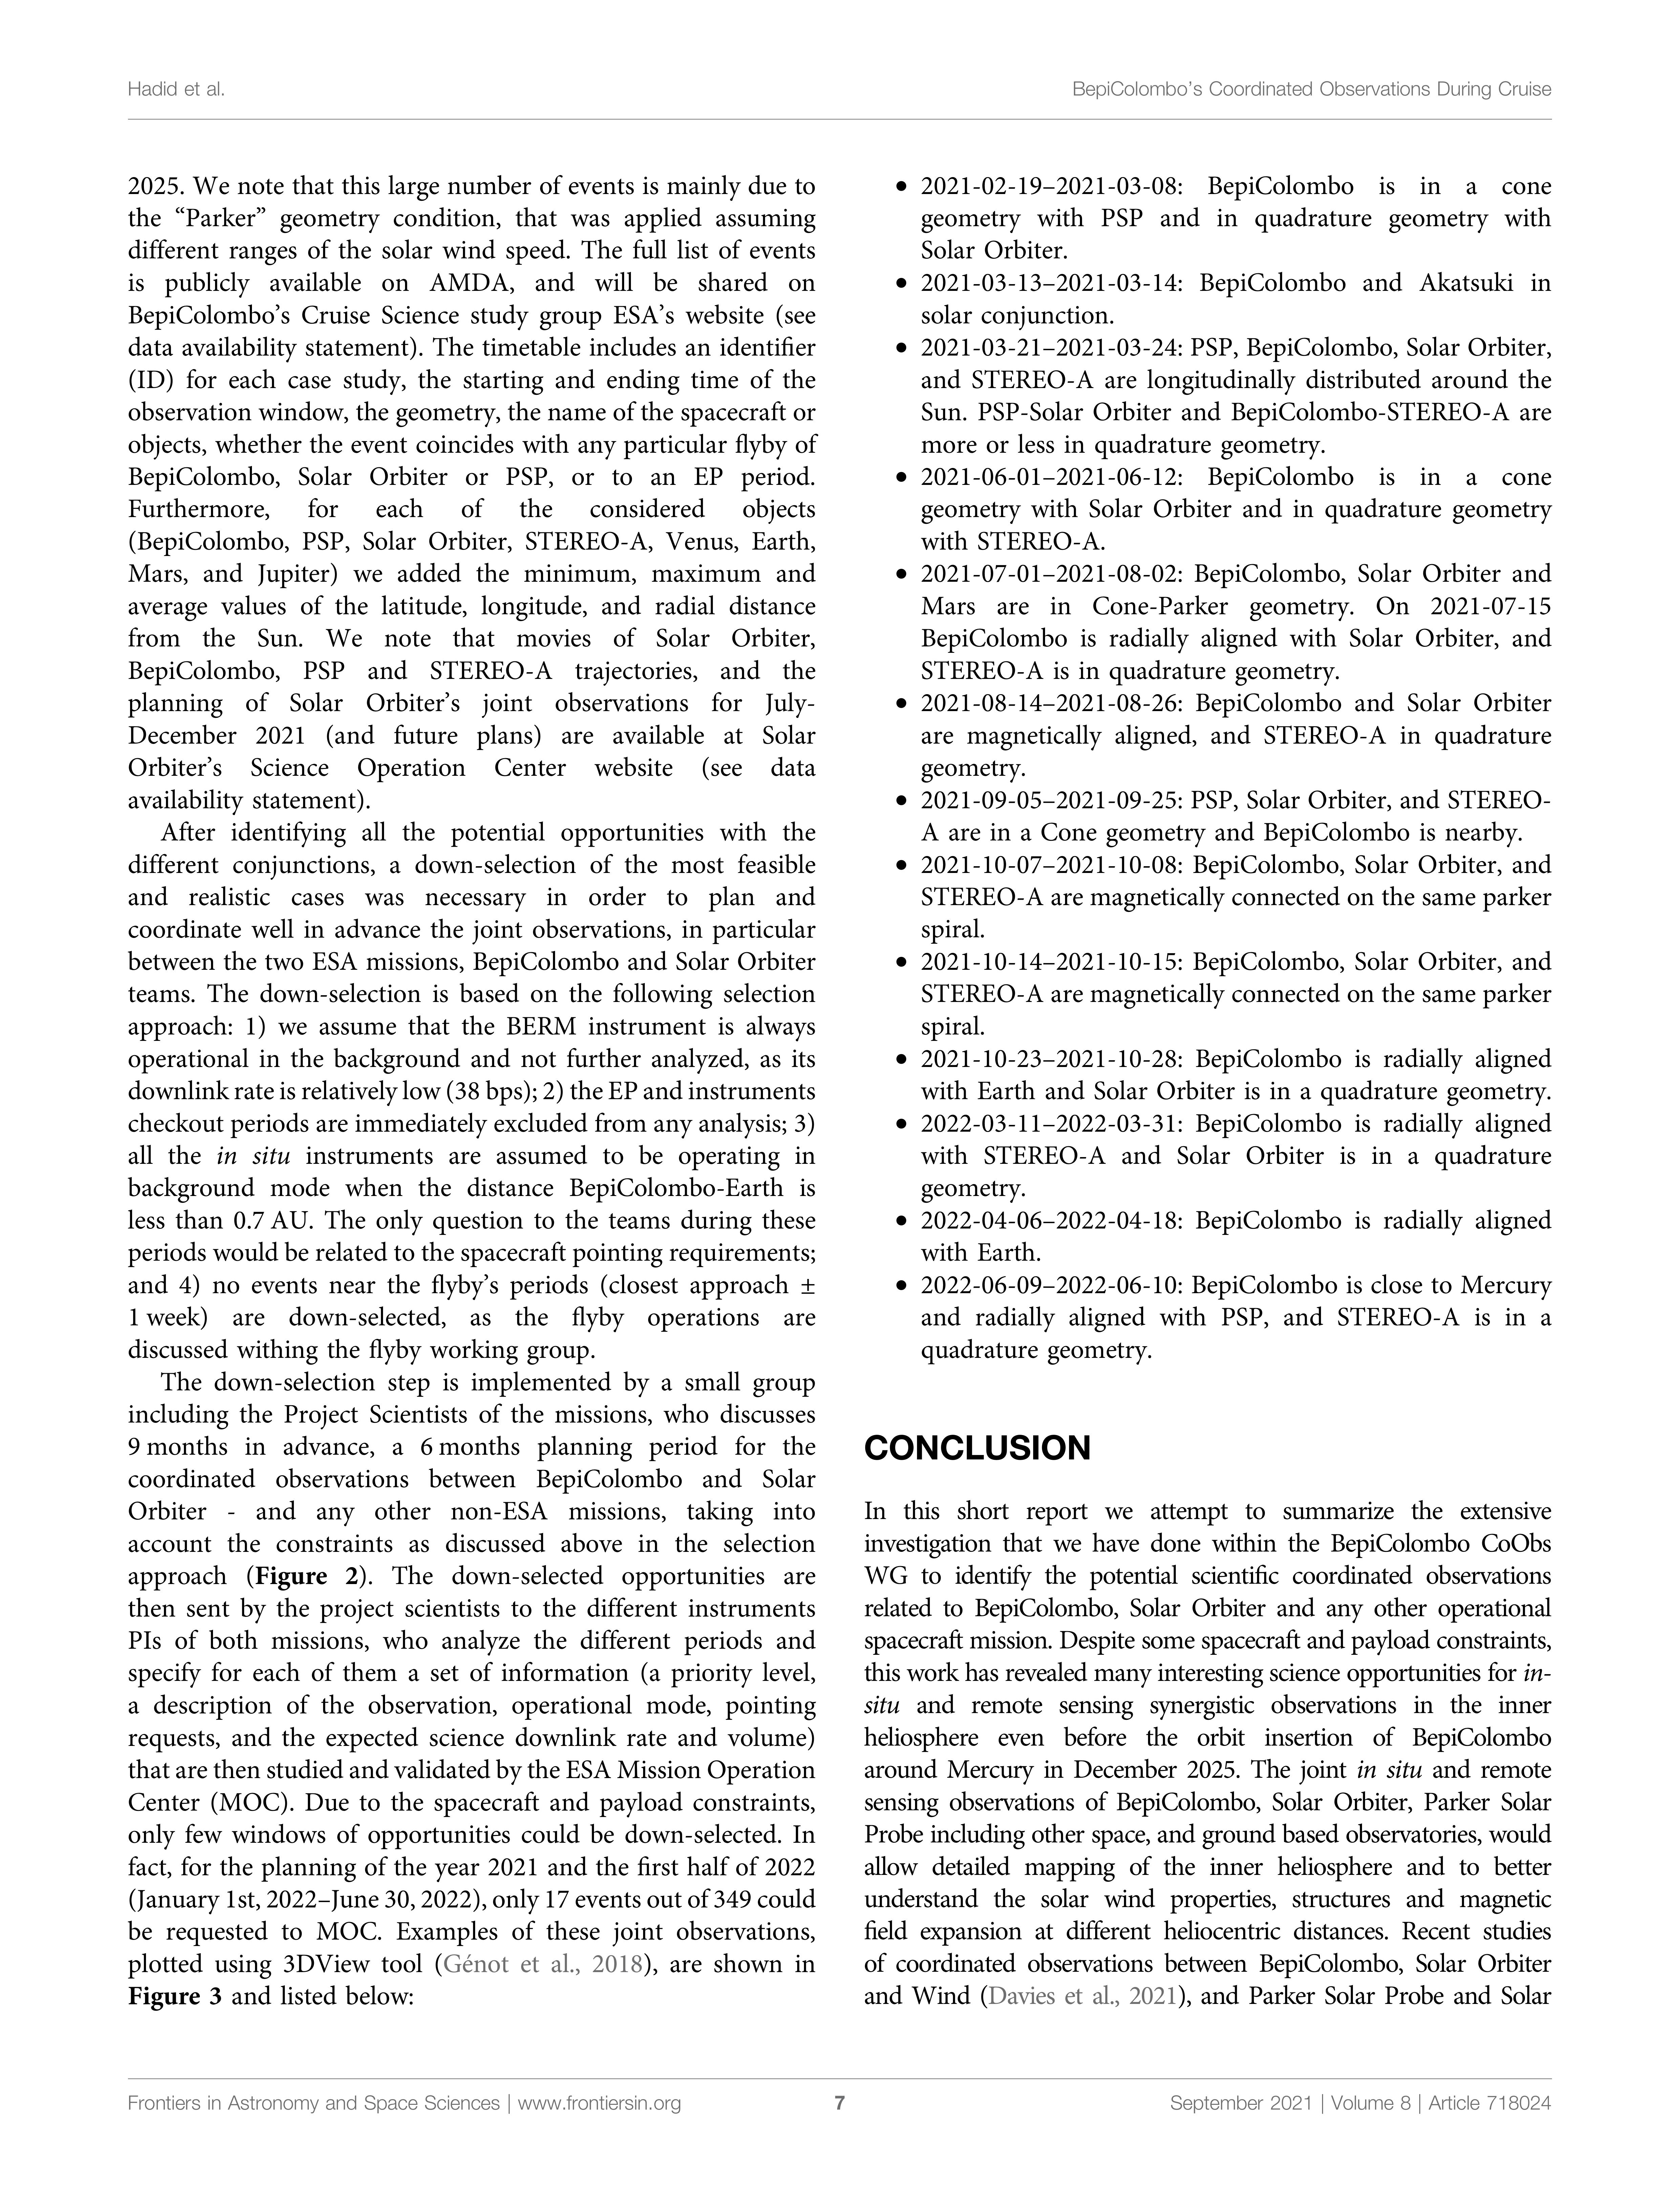 Hadid et al.
BepiColombo's Coordinated Observations During Cruise
2025. We note that this large number of events is mainly due to
the “Parker” geometry condition, that was applied assuming
different ranges of the solar wind speed. The full list of events
is publicly available on AMDA, and will be shared on
BepiColombo's Cruise Science study group ESA's website (see
data availability statement). The timetable includes an identifier
(ID) for each case study, the starting and ending time of the
observation window, the geometry, the name of the spacecraft or
objects, whether the event coincides with any particular flyby of
BepiColombo, Solar Orbiter or PSP, or to an EP period.
Furthermore, for each of the considered objects
(BepiColombo, PSP, Solar Orbiter, STEREO-A, Venus, Earth,
Mars, and Jupiter) we added the minimum, maximum and
average values of the latitude, longitude, and radial distance
from the Sun. We note that movies of Solar Orbiter,
BepiColombo, PSP and STEREO-A trajectories, and the
planning of Solar Orbiter's joint observations for July-
December 2021 (and future plans) are available at Solar
Orbiter's Science Operation Center website (see data
availability statement).
After identifying all the potential opportunities with the
different conjunctions, a down-selection of the most feasible
and realistic cases was necessary in order to plan and
coordinate well in advance the joint observations, in particular
between the two ESA missions, BepiColombo and Solar Orbiter
teams. The down-selection is based on the following selection
approach: 1) we assume that the BERM instrument is always
operational in the background and not further analyzed, as its
downlink rate is relatively low (38 bps); 2) the EP and instruments
checkout periods are immediately excluded from any analysis; 3)
all the in situ instruments are assumed to be operating in
background mode when the distance BepiColombo-Earth is
less than 0.7 AU. The only question to the teams during these
periods would be related to the spacecraft pointing requirements;
and 4) no events near the flyby's periods (closest approach ±
1 week) are down-selected, as the flyby operations are
discussed withing the flyby working group.
The down-selection step is implemented by a small group
including the Project Scientists of the missions, who discusses
9 months in advance, a 6 months planning period for the
coordinated observations between BepiColombo and Solar
Orbiter - and any other non-ESA missions, taking into
account the constraints as discussed above in the selection
approach (Figure 2). The down-selected opportunities are
then sent by the project scientists to the different instruments
PIs of both missions, who analyze the different periods and
specify for each of them a set of information (a priority level,
a description of the observation, operational mode, pointing
requests, and the expected science downlink rate and volume)
that are then studied and validated by the ESA Mission Operation
Center (MOC). Due to the spacecraft and payload constraints,
only few windows of opportunities could be down-selected. In
fact, for the planning of the year 2021 and the first half of 2022
(January 1st, 2022–June 30, 2022), only 17 events out of 349 could
be requested to MOC. Examples of these joint observations,
plotted using 3DView tool (Génot et al., 2018), are shown in
Figure 3 and listed below:
• 2021-02-19–2021-03-08: BepiColombo is in a cone
geometry with PSP and in quadrature geometry with
Solar Orbiter.
• 2021-03-13–2021-03-14: BepiColombo and Akatsuki in
solar conjunction.
• 2021-03-21–2021-03-24: PSP, BepiColombo, Solar Orbiter,
and STEREO-A are longitudinally distributed around the
Sun. PSP-Solar Orbiter and BepiColombo-STEREO-A are
more or less in quadrature geometry.
• 2021-06-01–2021-06-12: BepiColombo is in a cone
geometry with Solar Orbiter and in quadrature geometry
with STEREO-A.
• 2021-07-01–2021-08-02: BepiColombo, Solar Orbiter and
Mars are in Cone-Parker geometry. On 2021-07-15
BepiColombo is radially aligned with Solar Orbiter, and
STEREO-A is in quadrature geometry.
• 2021-08-14–2021-08-26: BepiColombo and Solar Orbiter
are magnetically aligned, and STEREO-A in quadrature
geometry.
• 2021-09-05–2021-09-25: PSP, Solar Orbiter, and STEREO-
A are in a Cone geometry and BepiColombo is nearby.
• 2021-10-07–2021-10-08: BepiColombo, Solar Orbiter, and
STEREO-A are magnetically connected on the same parker
spiral.
• 2021-10-14–2021-10-15: BepiColombo, Solar Orbiter, and
STEREO-A are magnetically connected on the same parker
spiral.
• 2021-10-23–2021-10-28: BepiColombo is radially aligned
with Earth and Solar Orbiter is in a quadrature geometry.
• 2022-03-11–2022-03-31: BepiColombo is radially aligned
with STEREO-A and Solar Orbiter is in a quadrature
geometry.
• 2022-04-06–2022-04-18: BepiColombo is radially aligned
with Earth.
• 2022-06-09–2022-06-10: BepiColombo is close to Mercury
and radially aligned with PSP, and STEREO-A is in a
quadrature geometry.
CONCLUSION
In this short report we attempt to summarize the extensive
investigation that we have done within the BepiColombo CoObs
WG to identify the potential scientific coordinated observations
related to BepiColombo, Solar Orbiter and any other operational
spacecraft mission. Despite some spacecraft and payload constraints,
this work has revealed many interesting science opportunities for in-
situ and remote sensing synergistic observations in the inner
heliosphere even before the orbit insertion of BepiColombo
around Mercury in December 2025. The joint in situ and remote
sensing observations of BepiColombo, Solar Orbiter, Parker Solar
Probe including other space, and ground based observatories, would
allow detailed mapping of the inner heliosphere and to better
understand the solar wind properties, structures and magnetic
field expansion at different heliocentric distances. Recent studies
of coordinated observations between BepiColombo, Solar Orbiter
and Wind (Davies et al., 2021), and Parker Solar Probe and Solar
Frontiers in Astronomy and Space Sciences | www.frontiersin.org
7
September 2021 | Volume 8 | Article 718024